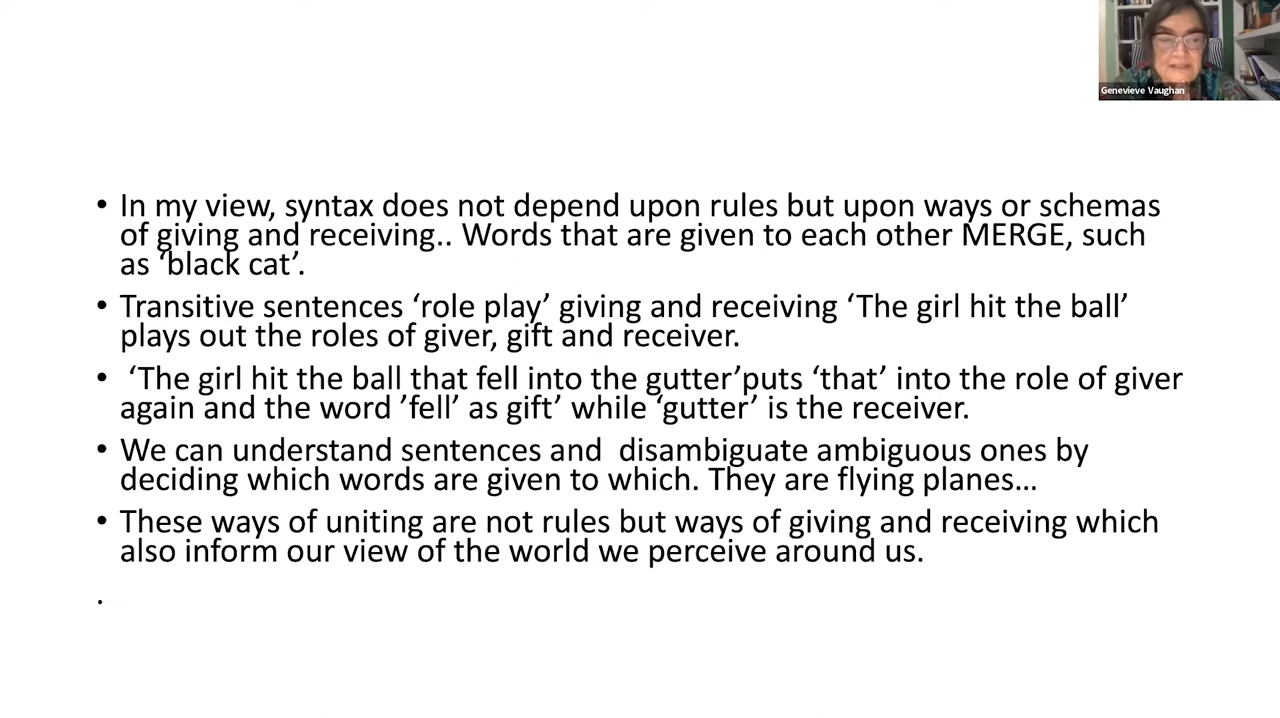 Genevieve Vaughan
• In my view, syntax does not depend upon rules but upon ways or schemas
of giving and receiving.. Words that are given to each other MERGE, such
as ‘black cat’.
• Transitive sentences ‘role play’ giving and receiving ‘The girl hit the ball’
plays out the roles of giver, gift and receiver.
• ‘The girl hit the ball that fell into the gutter’puts ‘that’ into the role of giver
again and the word ’fell’ as gift’ while ‘gutter’ is the receiver.
• We can understand sentences and  disambiguate ambiguous ones by
deciding which words are given to which. They are flying planes…
• These ways of uniting are not rules but ways of giving and receiving which
also inform our view of the world we perceive around us.
.